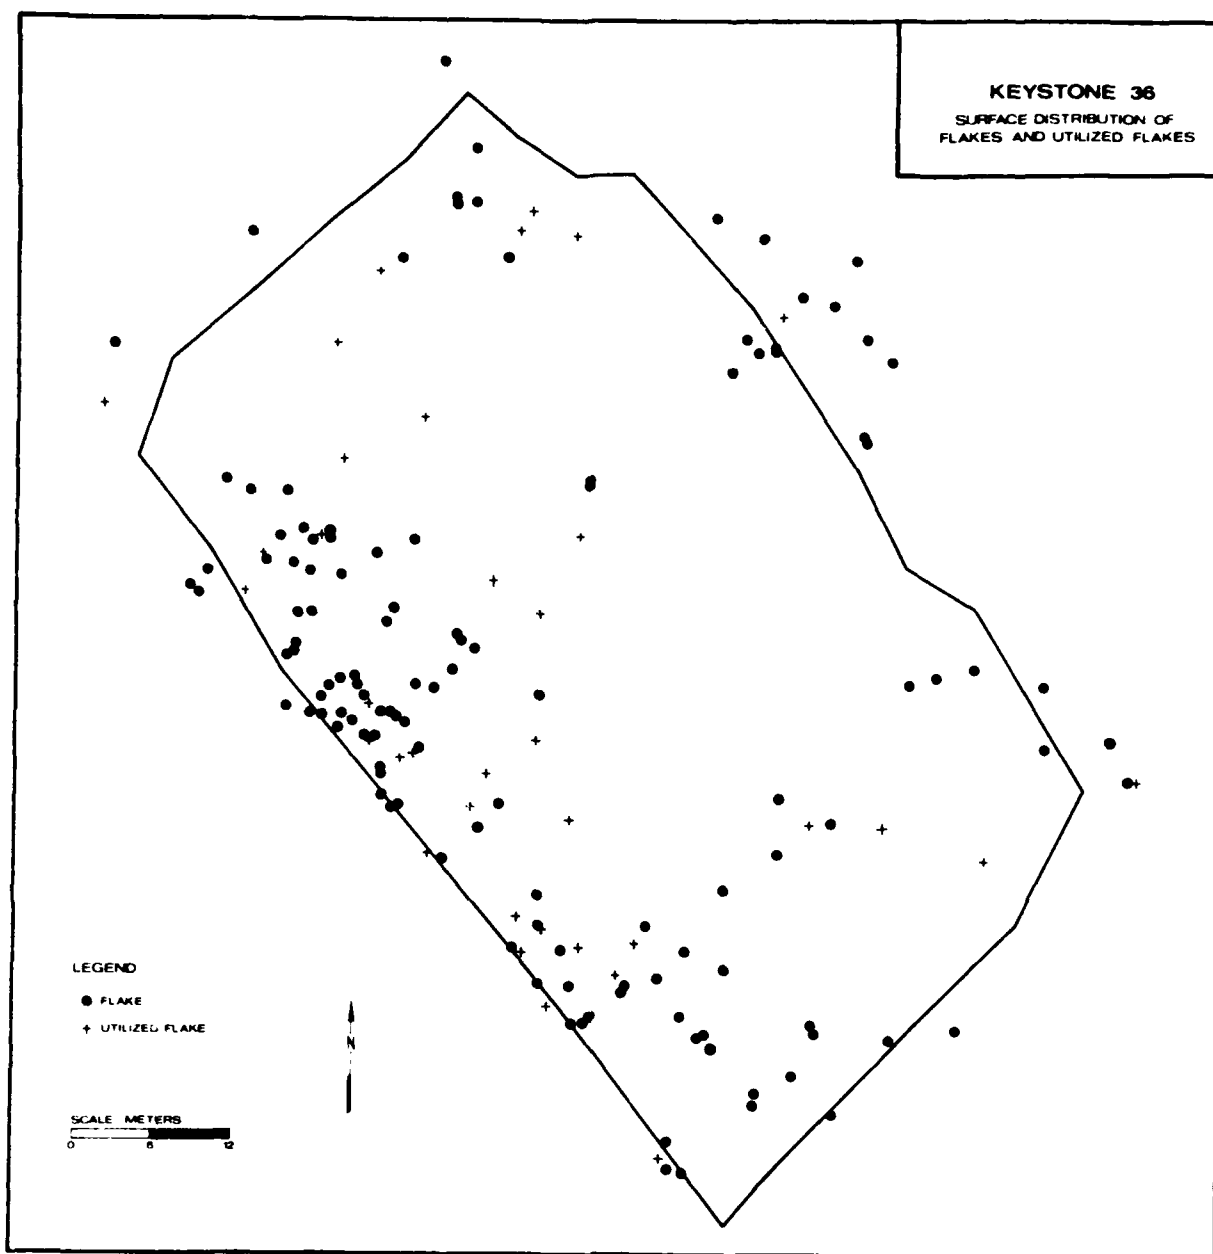 KEYSTONE 36
SURFACE DISTRIBUTION OF
FLAKES AND UTILIZED FLAKES
LEGEND
FLAKE
UTILIZED FLAKE
N
SCALE METERS
0 6 12